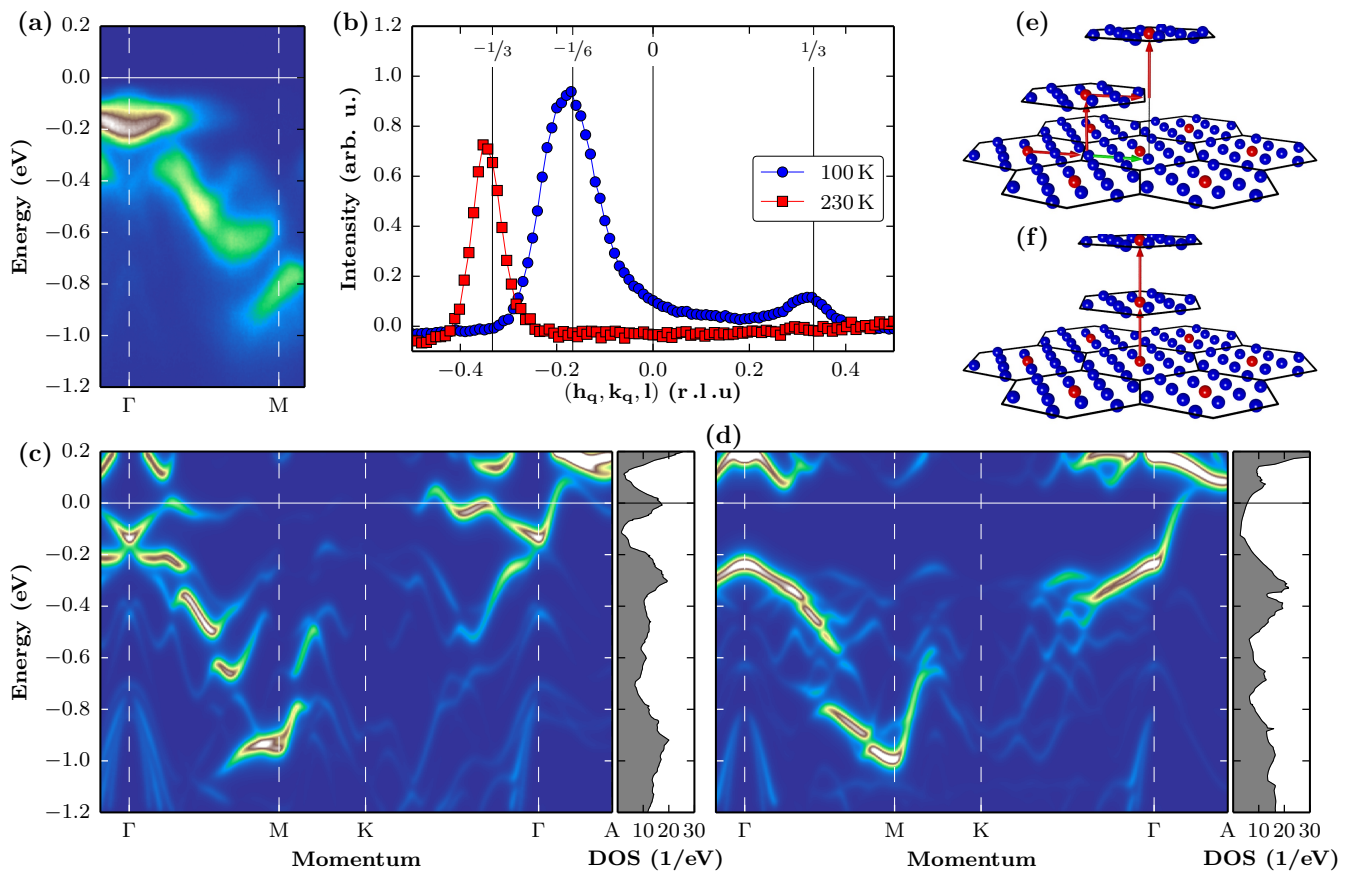 (a)
0.2
0.0
−0.2
−0.4
−0.6
−0.8
−1.0
−1.2
Energy (eV)
Γ
M
(b)
1.2
1.0
0.8
0.6
0.4
0.2
0.0
Intensity (arb. u.)
−1/3
−1/6
0
1/3
100 K
230 K
−0.4
−0.2
0.0
0.2
0.4
(h_q, k_q, l) (r.l.u)
(e)
(f)
(c)
0.2
0.0
−0.2
−0.4
−0.6
−0.8
−1.0
−1.2
Energy (eV)
Γ
M
K
Γ
A
Momentum
10 20 30
DOS (1/eV)
(d)
Γ
M
K
Γ
A
Momentum
10 20 30
DOS (1/eV)